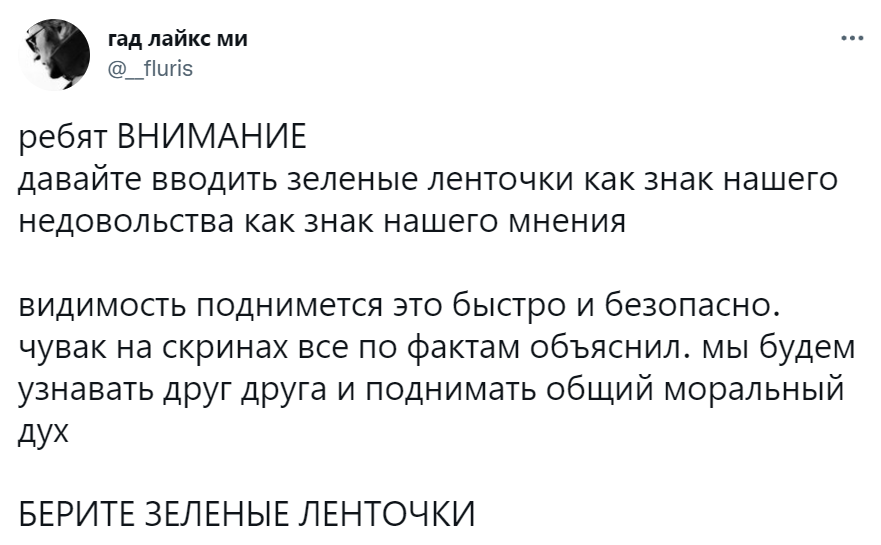 гад лайкс ми
@__fluris
ребят ВНИМАНИЕ
давайте вводить зеленые ленточки как знак нашего
недовольства как знак нашего мнения
видимость поднимется это быстро и безопасно.
чувак на скринах все по фактам объяснил. мы будем
узнавать друг друга и поднимать общий моральный
дух
БЕРИТЕ ЗЕЛЕНЫЕ ЛЕНТОЧКИ